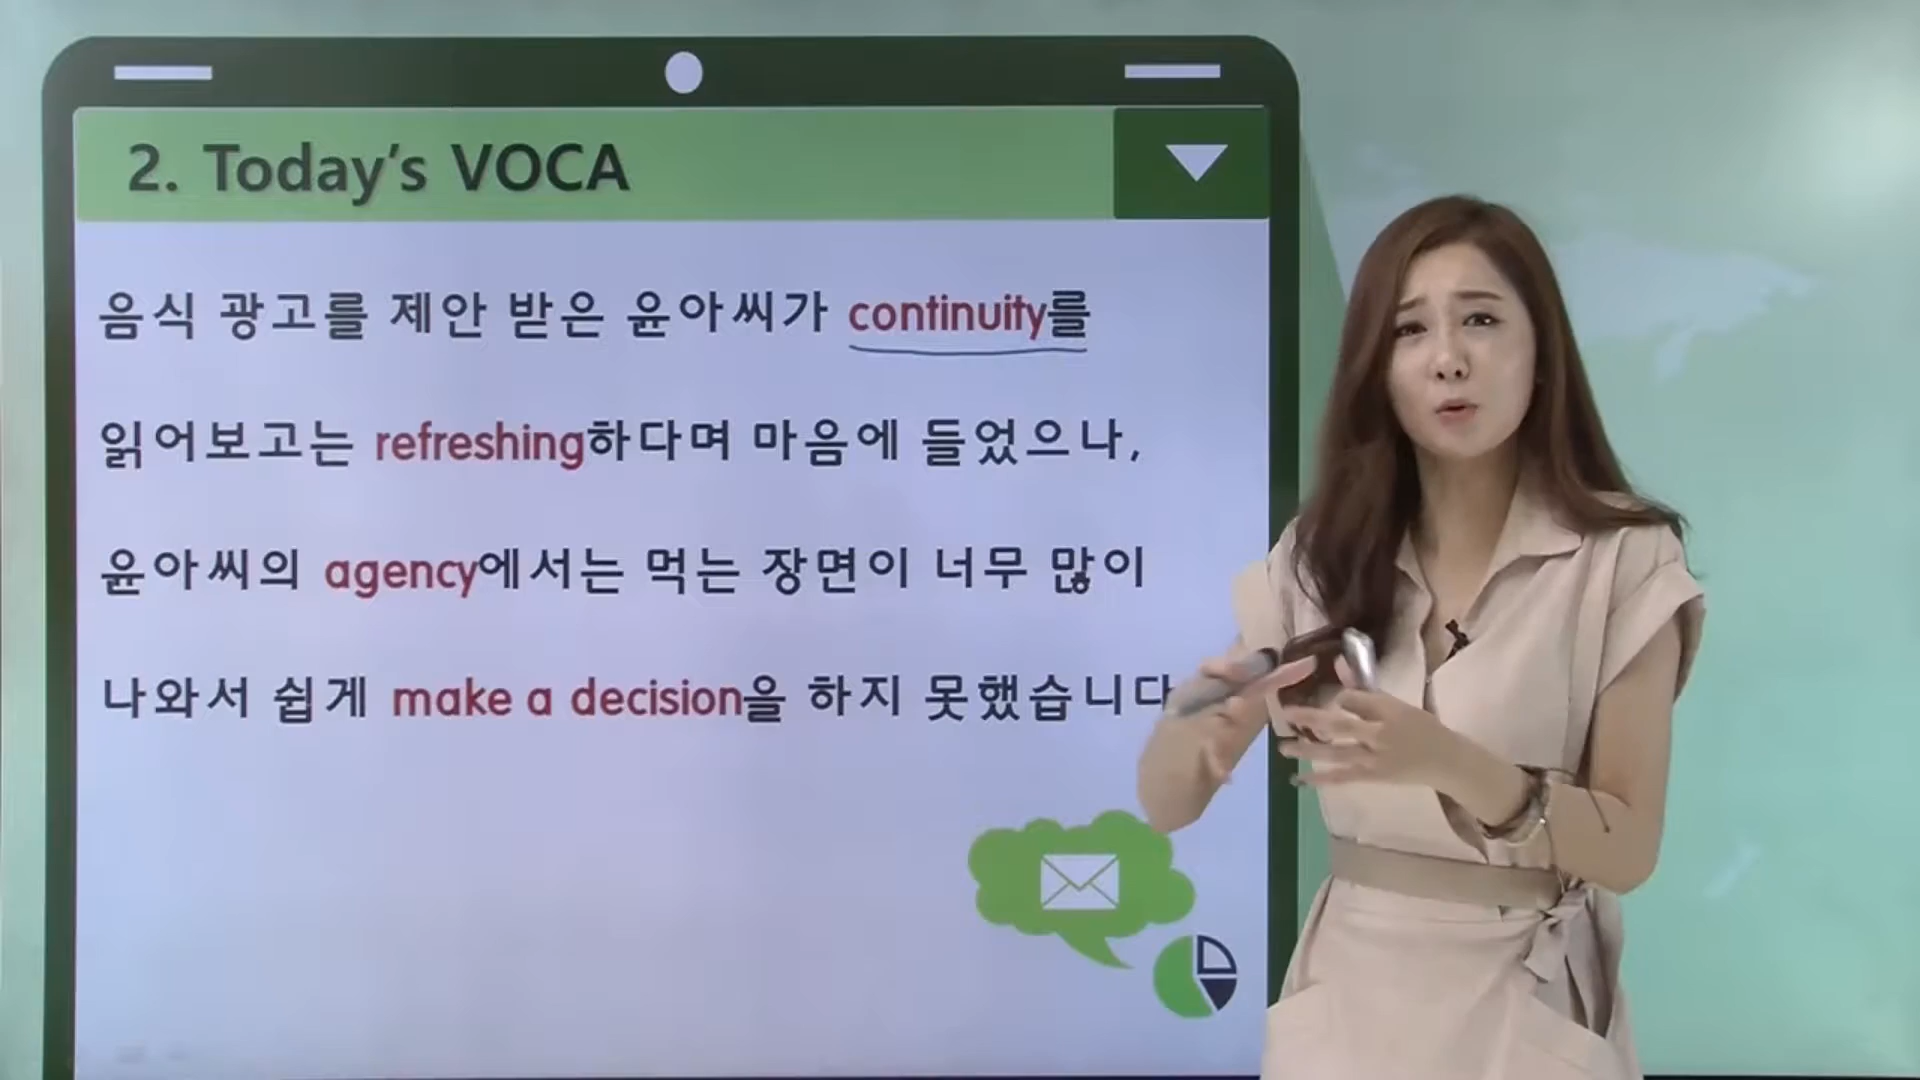 2. Today's VOCA
음식 광고를 제안 받은 윤아씨가 continuity를
읽어보고는 refreshing하다며 마음에 들었으나,
윤아씨의 agency에서는 먹는 장면이 너무 많이
나와서 쉽게 make a decision을 하지 못했습니다